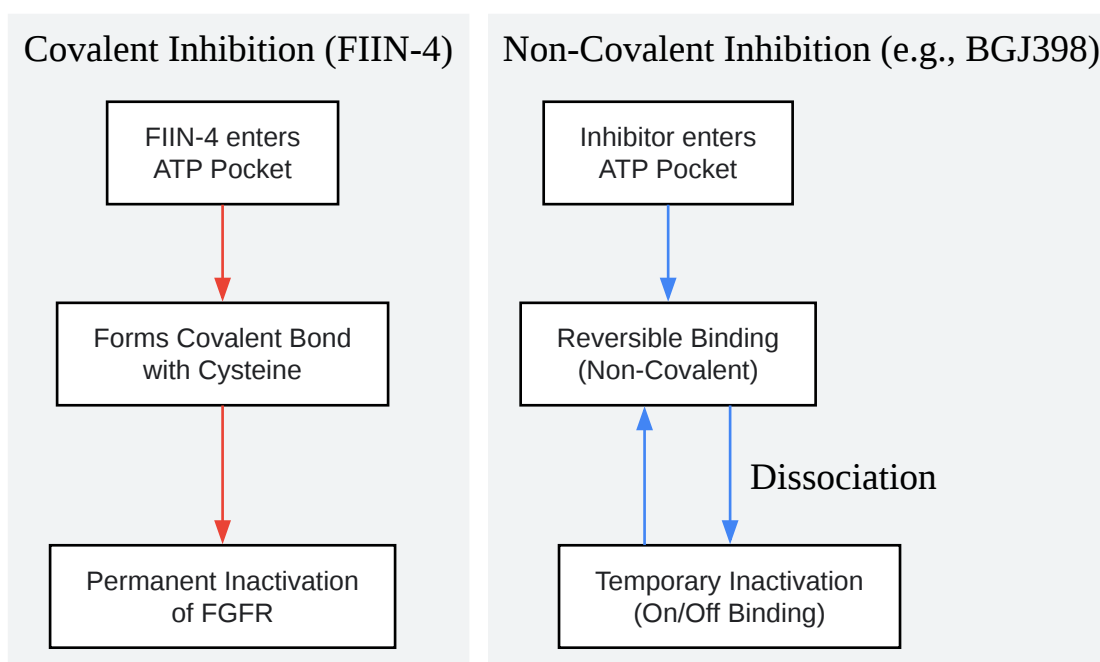 Covalent Inhibition (FIIN-4)
FIIN-4 enters
ATP Pocket
Forms Covalent Bond
with Cysteine
Permanent Inactivation
of FGFR
Non-Covalent Inhibition (e.g., BGJ398)
Inhibitor enters
ATP Pocket
Reversible Binding
(Non-Covalent)
Dissociation
Temporary Inactivation
(On/Off Binding)